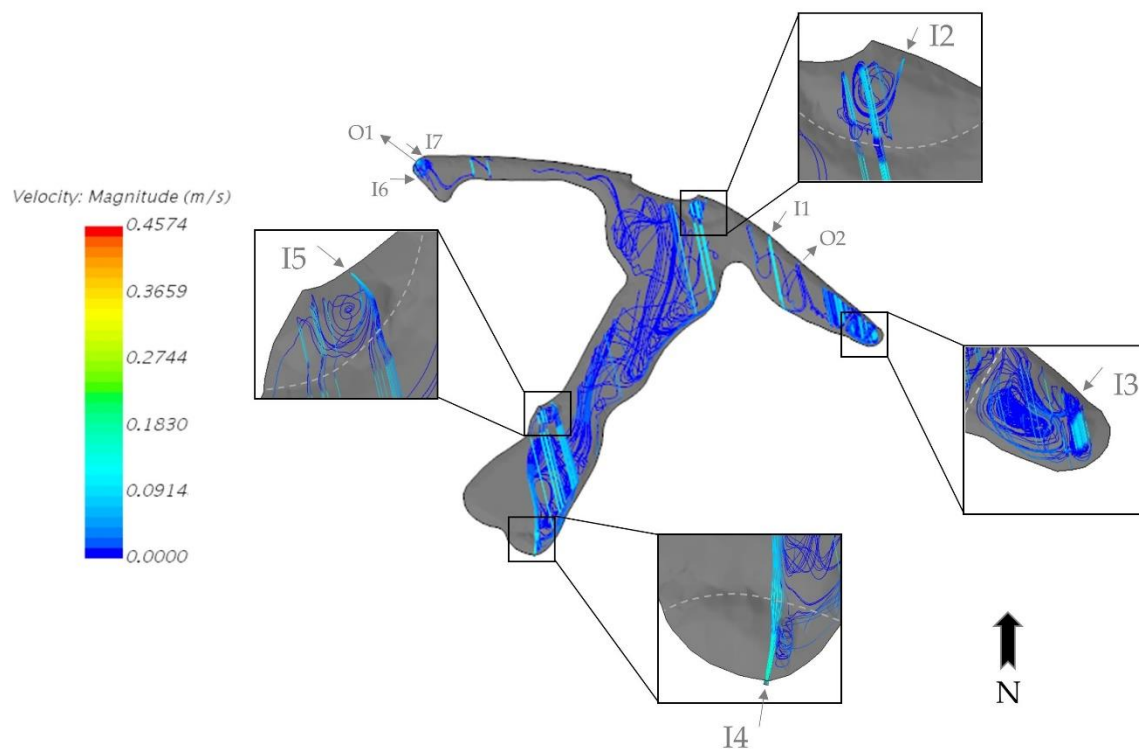 I2
O1
I7
I6
I1
O2
Velocity: Magnitude (m/s)
0.4574
0.3659
0.2744
0.1830
0.0914
0.0000
I5
I3
I4
N